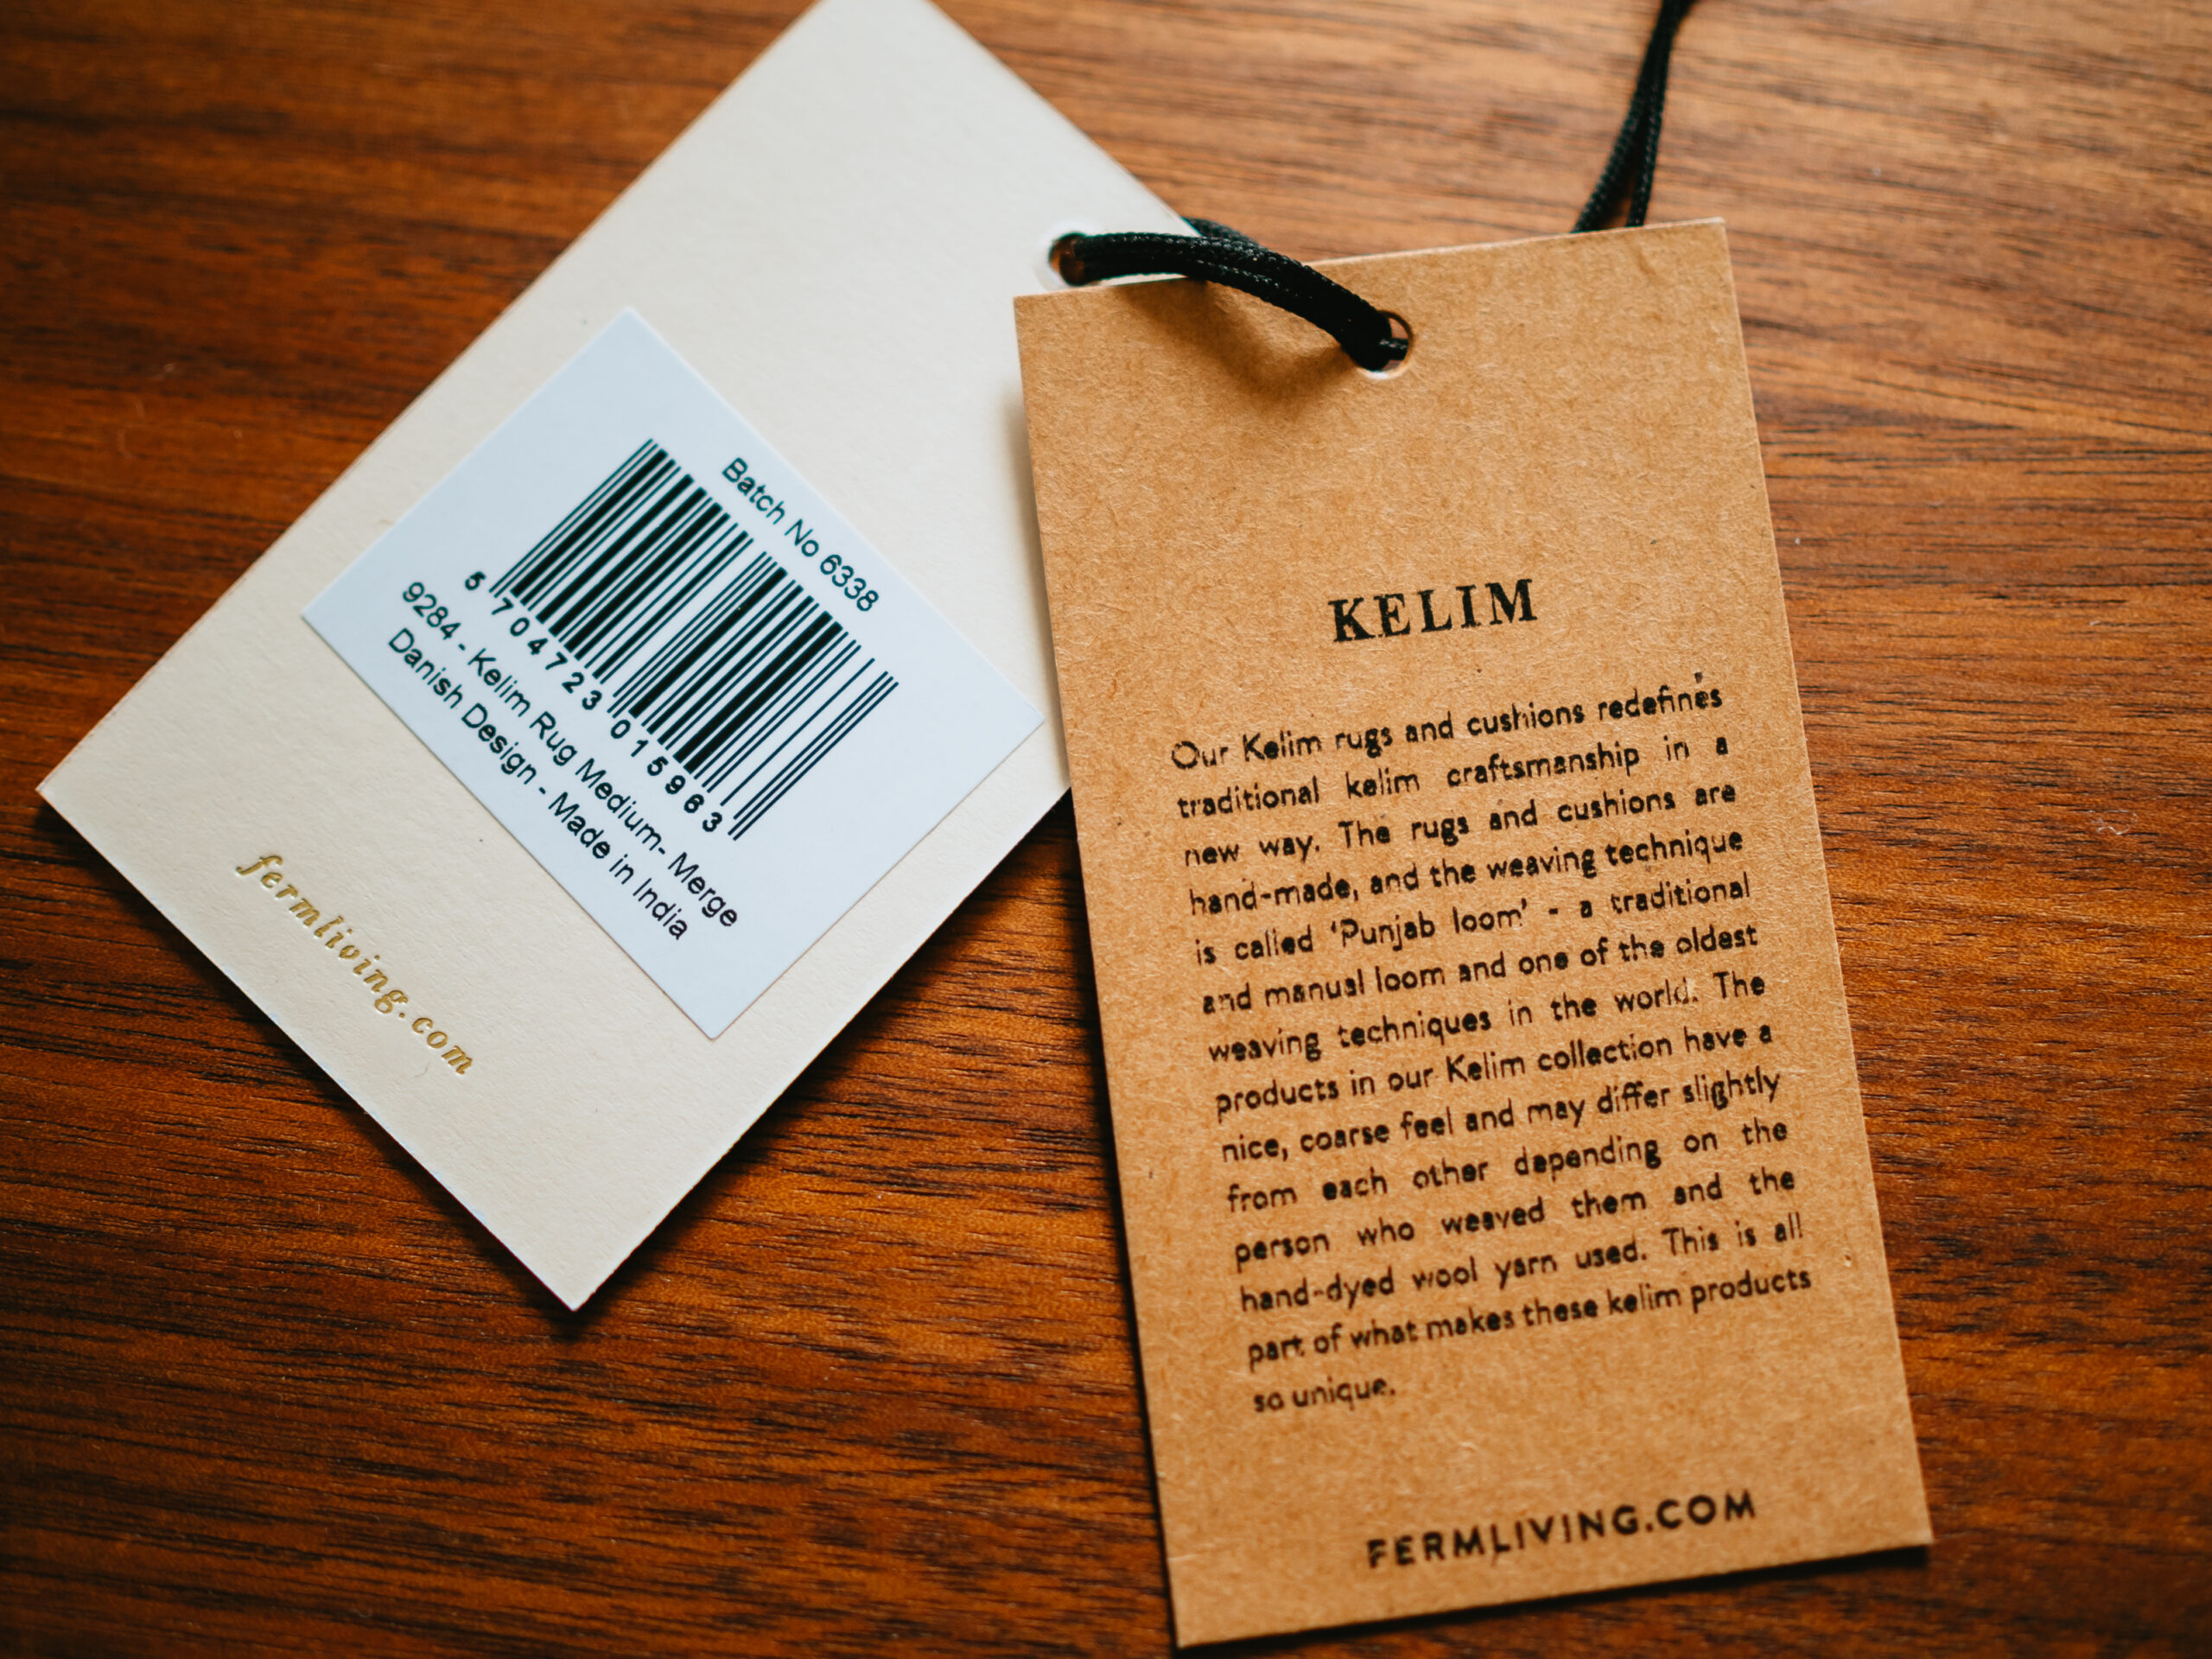 Batch No 6338
5 704723 015963
9284 - Kelim Rug Medium- Merge
Danish Design - Made in India
fermliving.com
KELIM
Our Kelim rugs and cushions redefines
traditional kelim craftsmanship in a
new way. The rugs and cushions are
hand-made, and the weaving technique
is called ‘Punjab loom’ - a traditional
and manual loom and one of the oldest
weaving techniques in the world. The
products in our Kelim collection have a
nice, coarse feel and may differ slightly
from each other depending on the
person who weaved them and the
hand-dyed wool yarn used. This is all
part of what makes these kelim products
so unique.
FERMLIVING.COM